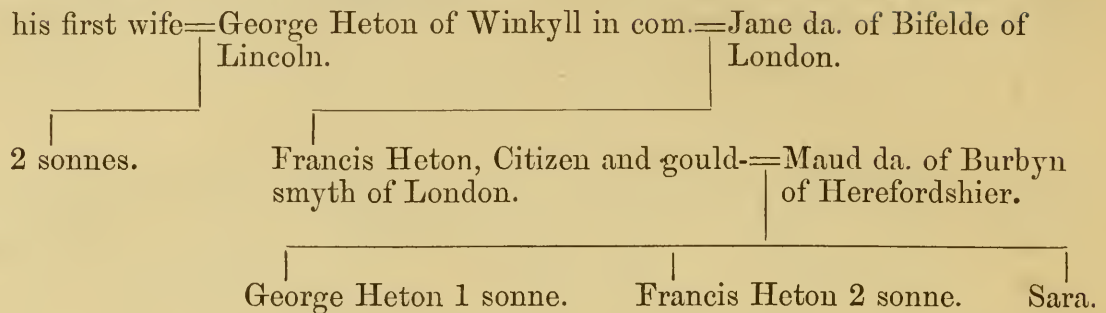 his first wife=George Heton of Winkyll in com.=Jane da. of Bifelde of
Lincoln. London.
2 sonnes. Francis Heton, Citizen and gould-=Maud da. of Burbyn
smyth of London. of Herefordshier.
George Heton 1 sonne. Francis Heton 2 sonne. Sara.